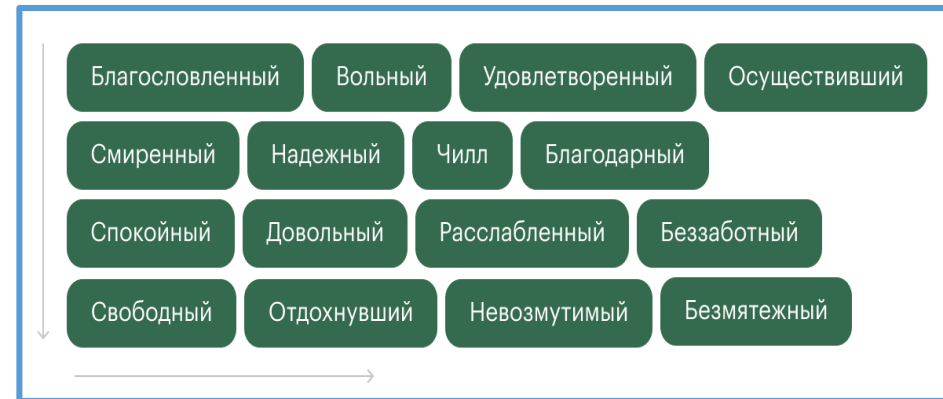 Благословленный Вольный Удовлетворенный Осуществивший
Смиренный Надежный Чилл Благодарный
Спокойный Довольный Расслабленный Беззаботный
Свободный Отдохнувший Невозмутимый Безмятежный